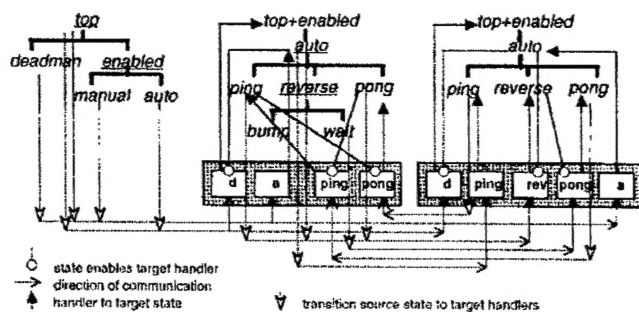 top
deadman
enabled
manual
auto
top+enabled
auto
ping
reverse
pong
bump
wait
d
a
ping
pong
top+enabled
auto
ping
reverse
pong
d
ping
rev
pong
a
state enables target handler
direction of communication
handler to target state
transition source state to target handlers